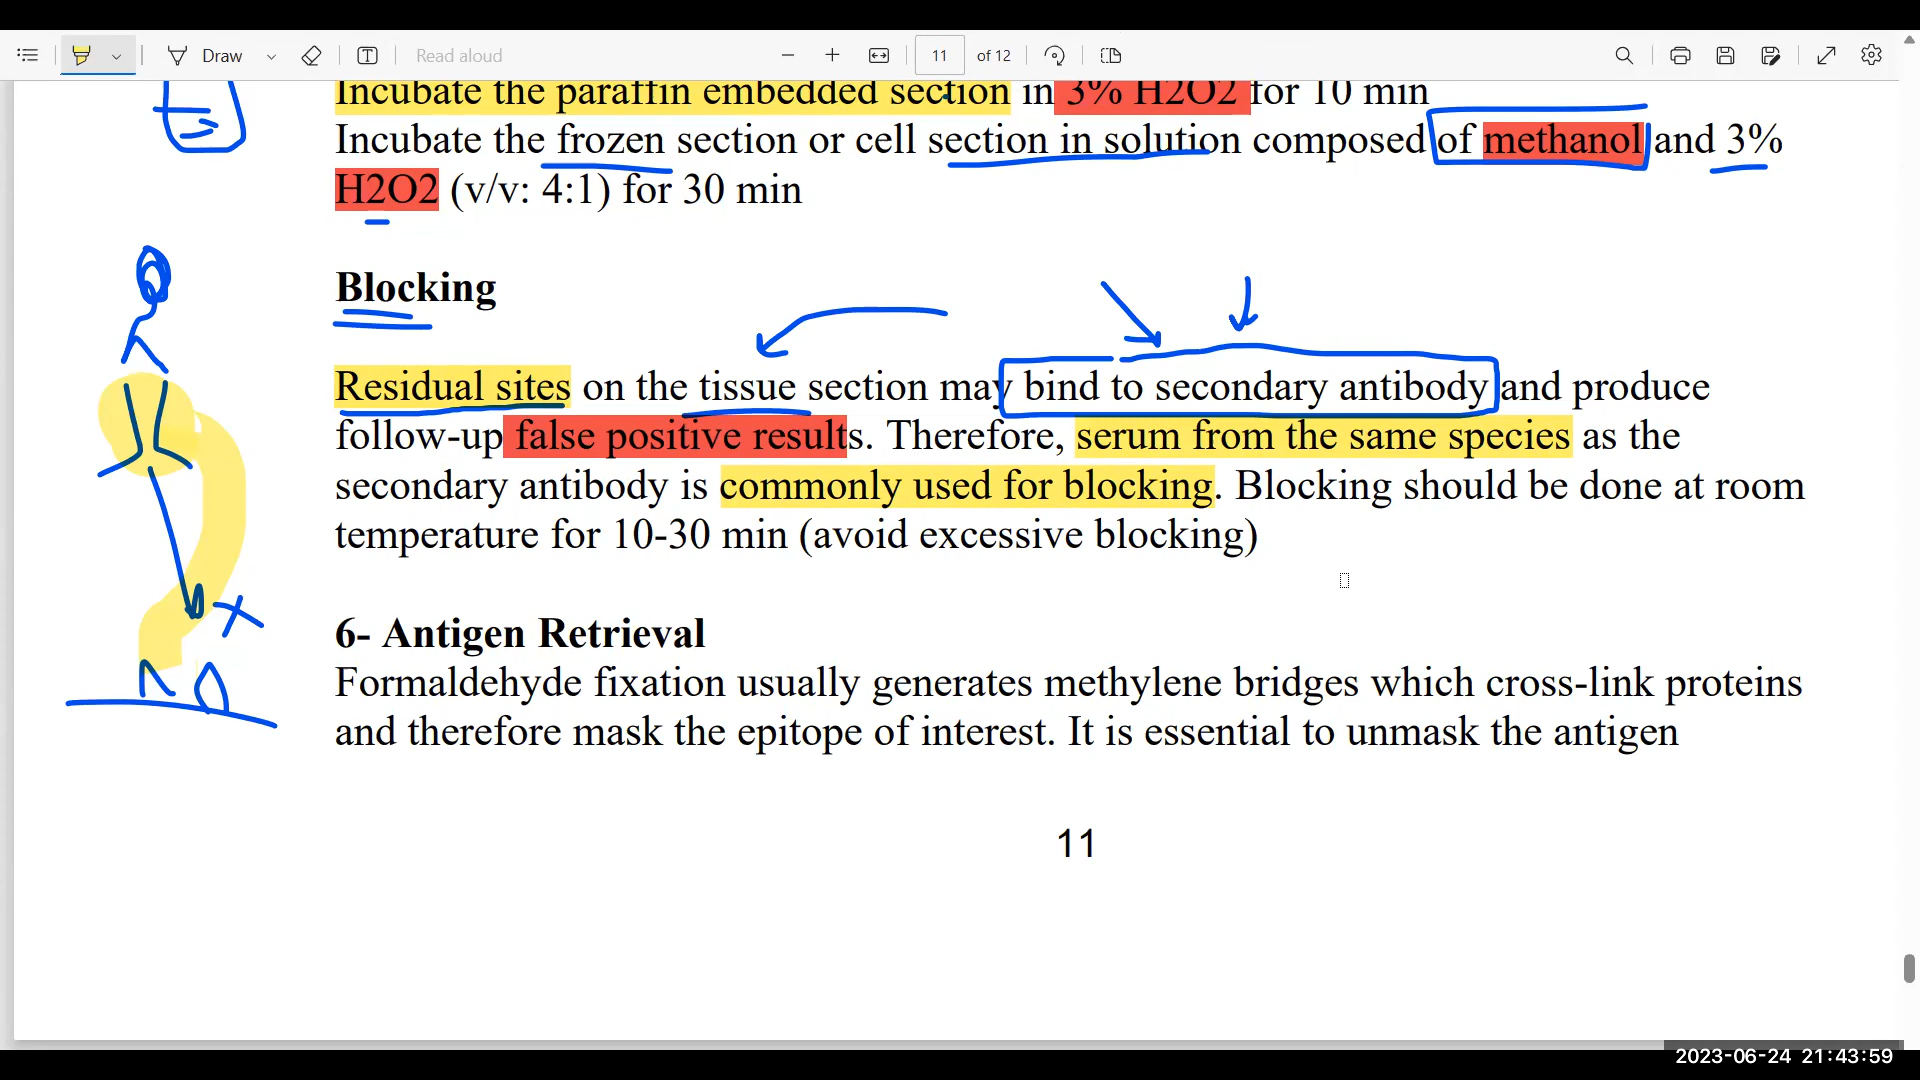 Draw
Read aloud
11 of 12
Incubate the paraffin embedded section in 3% H2O2 for 10 min
Incubate the frozen section or cell section in solution composed of methanol and 3%
H2O2 (v/v: 4:1) for 30 min
Blocking
Residual sites on the tissue section may bind to secondary antibody and produce
follow-up false positive results. Therefore, serum from the same species as the
secondary antibody is commonly used for blocking. Blocking should be done at room
temperature for 10-30 min (avoid excessive blocking)
6- Antigen Retrieval
Formaldehyde fixation usually generates methylene bridges which cross-link proteins
and therefore mask the epitope of interest. It is essential to unmask the antigen
11
2023-06-24 21:43:59